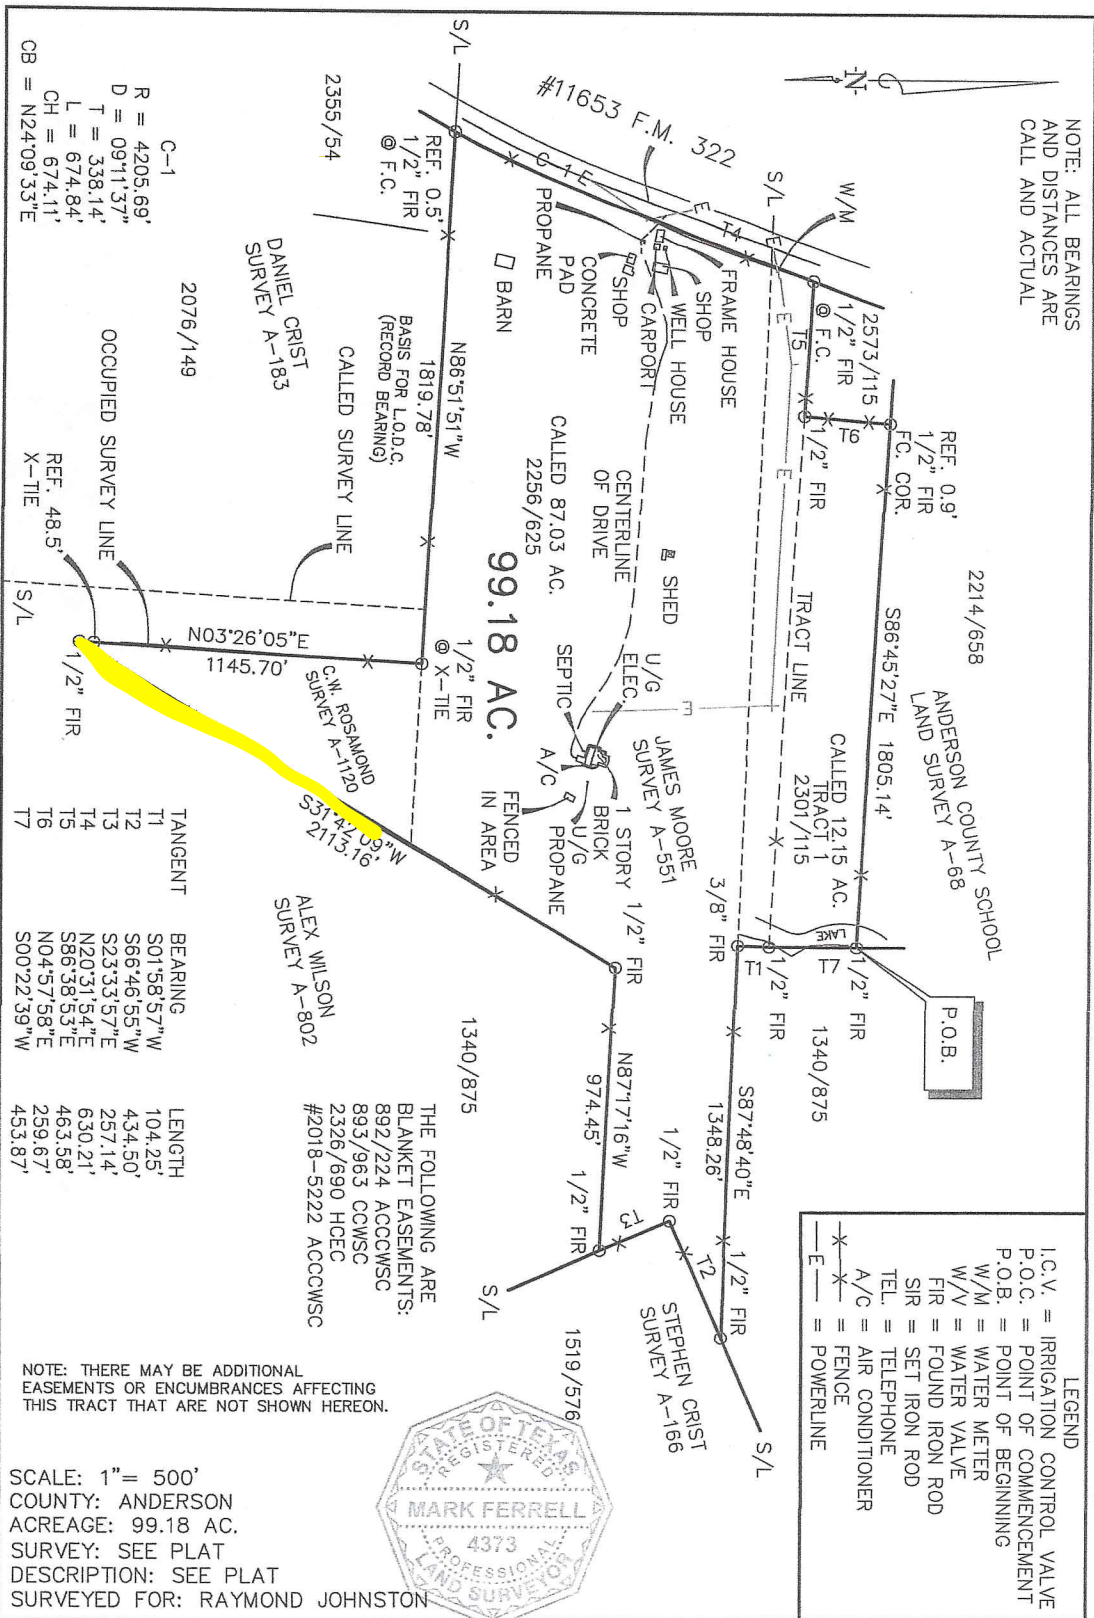 NOTE: ALL BEARINGS
AND DISTANCES ARE
CALL AND ACTUAL
-N-
LEGEND
I.C.V. = IRRIGATION CONTROL VALVE
P.O.C. = POINT OF COMMENCEMENT
P.O.B. = POINT OF BEGINNING
W/M = WATER METER
W/V = WATER VALVE
FIR = FOUND IRON ROD
SIR = SET IRON ROD
TEL. = TELEPHONE
A/C = AIR CONDITIONER
X X = FENCE
E = POWERLINE
2214/658
ANDERSON COUNTY SCHOOL
LAND SURVEY A-68
P.O.B.
REF. 0.9'
1/2" FIR
FC. COR.
S86°45'27"E 1805.14'
2573/115
1/2" FIR
@ F.C.
T5
T6
1/2" FIR
TRACT LINE
CALLED 12.15 AC.
TRACT 1
2301/115
LAKE
1/2" FIR
T7
1/2" FIR
T1
3/8" FIR
1340/875
W/M
S/L
E
E
E
E
E
T4
#11653 F.M. 322
C-1
E
S/L
FRAME HOUSE
SHOP
WELL HOUSE
CARPORT
SHOP
CONCRETE
PAD
PROPANE
BARN
REF. 0.5'
1/2" FIR
@ F.C.
2355/54
CENTERLINE
OF DRIVE
SHED
U/G
ELEC.
SEPTIC
JAMES MOORE
SURVEY A-551
1 STORY
BRICK
U/G
PROPANE
A/C
FENCED
IN AREA
CALLED 87.03 AC.
2256/625
99.18 AC.
1/2" FIR
S87°48'40"E
1348.26'
1/2" FIR
T2
1/2" FIR
T3
N87°17'16"W
974.45'
1/2" FIR
S/L
S/L
STEPHEN CRIST
SURVEY A-166
1519/576
1340/875
N86°51'51"W
1819.78'
BASIS FOR L.O.D.C.
(RECORD BEARING)
1/2" FIR
@ X-TIE
DANIEL CRIST
SURVEY A-183
2076/149
CALLED SURVEY LINE
OCCUPIED SURVEY LINE
REF. 48.5'
X-TIE
S/L
N03°26'05"E
1145.70'
C.W. ROSAMOND
SURVEY A-1120
1/2" FIR
S31°42'09"W
2113.16'
ALEX WILSON
SURVEY A-802
C-1
R = 4205.69'
D = 09°11'37"
T = 338.14'
L = 674.84'
CH = 674.11'
CB = N24°09'33"E
TANGENT BEARING LENGTH
T1 S01°58'57"W 104.25'
T2 S66°46'55"W 434.50'
T3 S23°33'57"E 257.14'
T4 N20°31'54"E 630.21'
T5 S86°38'53"E 463.58'
T6 N04°57'58"E 259.67'
T7 S00°22'39"W 453.87'
THE FOLLOWING ARE
BLANKET EASEMENTS:
892/224 ACCCWSC
893/963 CCWSC
2326/690 HCEC
#2018-5222 ACCCWSC
NOTE: THERE MAY BE ADDITIONAL
EASEMENTS OR ENCUMBRANCES AFFECTING
THIS TRACT THAT ARE NOT SHOWN HEREON.
SCALE: 1"= 500'
COUNTY: ANDERSON
ACREAGE: 99.18 AC.
SURVEY: SEE PLAT
DESCRIPTION: SEE PLAT
SURVEYED FOR: RAYMOND JOHNSTON
STATE OF TEXAS
REGISTERED
MARK FERRELL
4373
PROFESSIONAL
LAND SURVEYOR